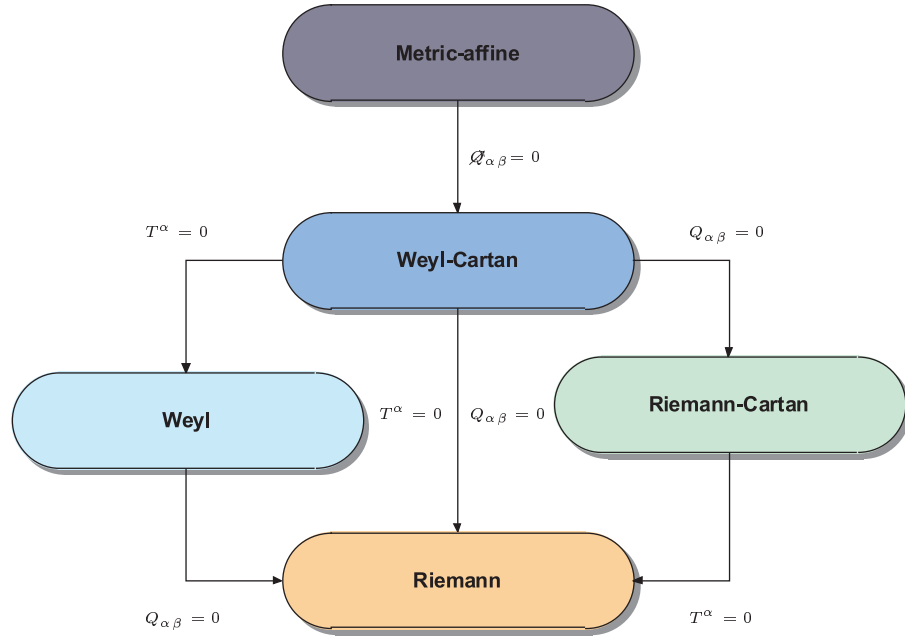 Metric-affine
Q̸αβ = 0
Tα = 0
Qαβ = 0
Weyl-Cartan
Weyl
Tα = 0
Qαβ = 0
Riemann-Cartan
Riemann
Qαβ = 0
Tα = 0